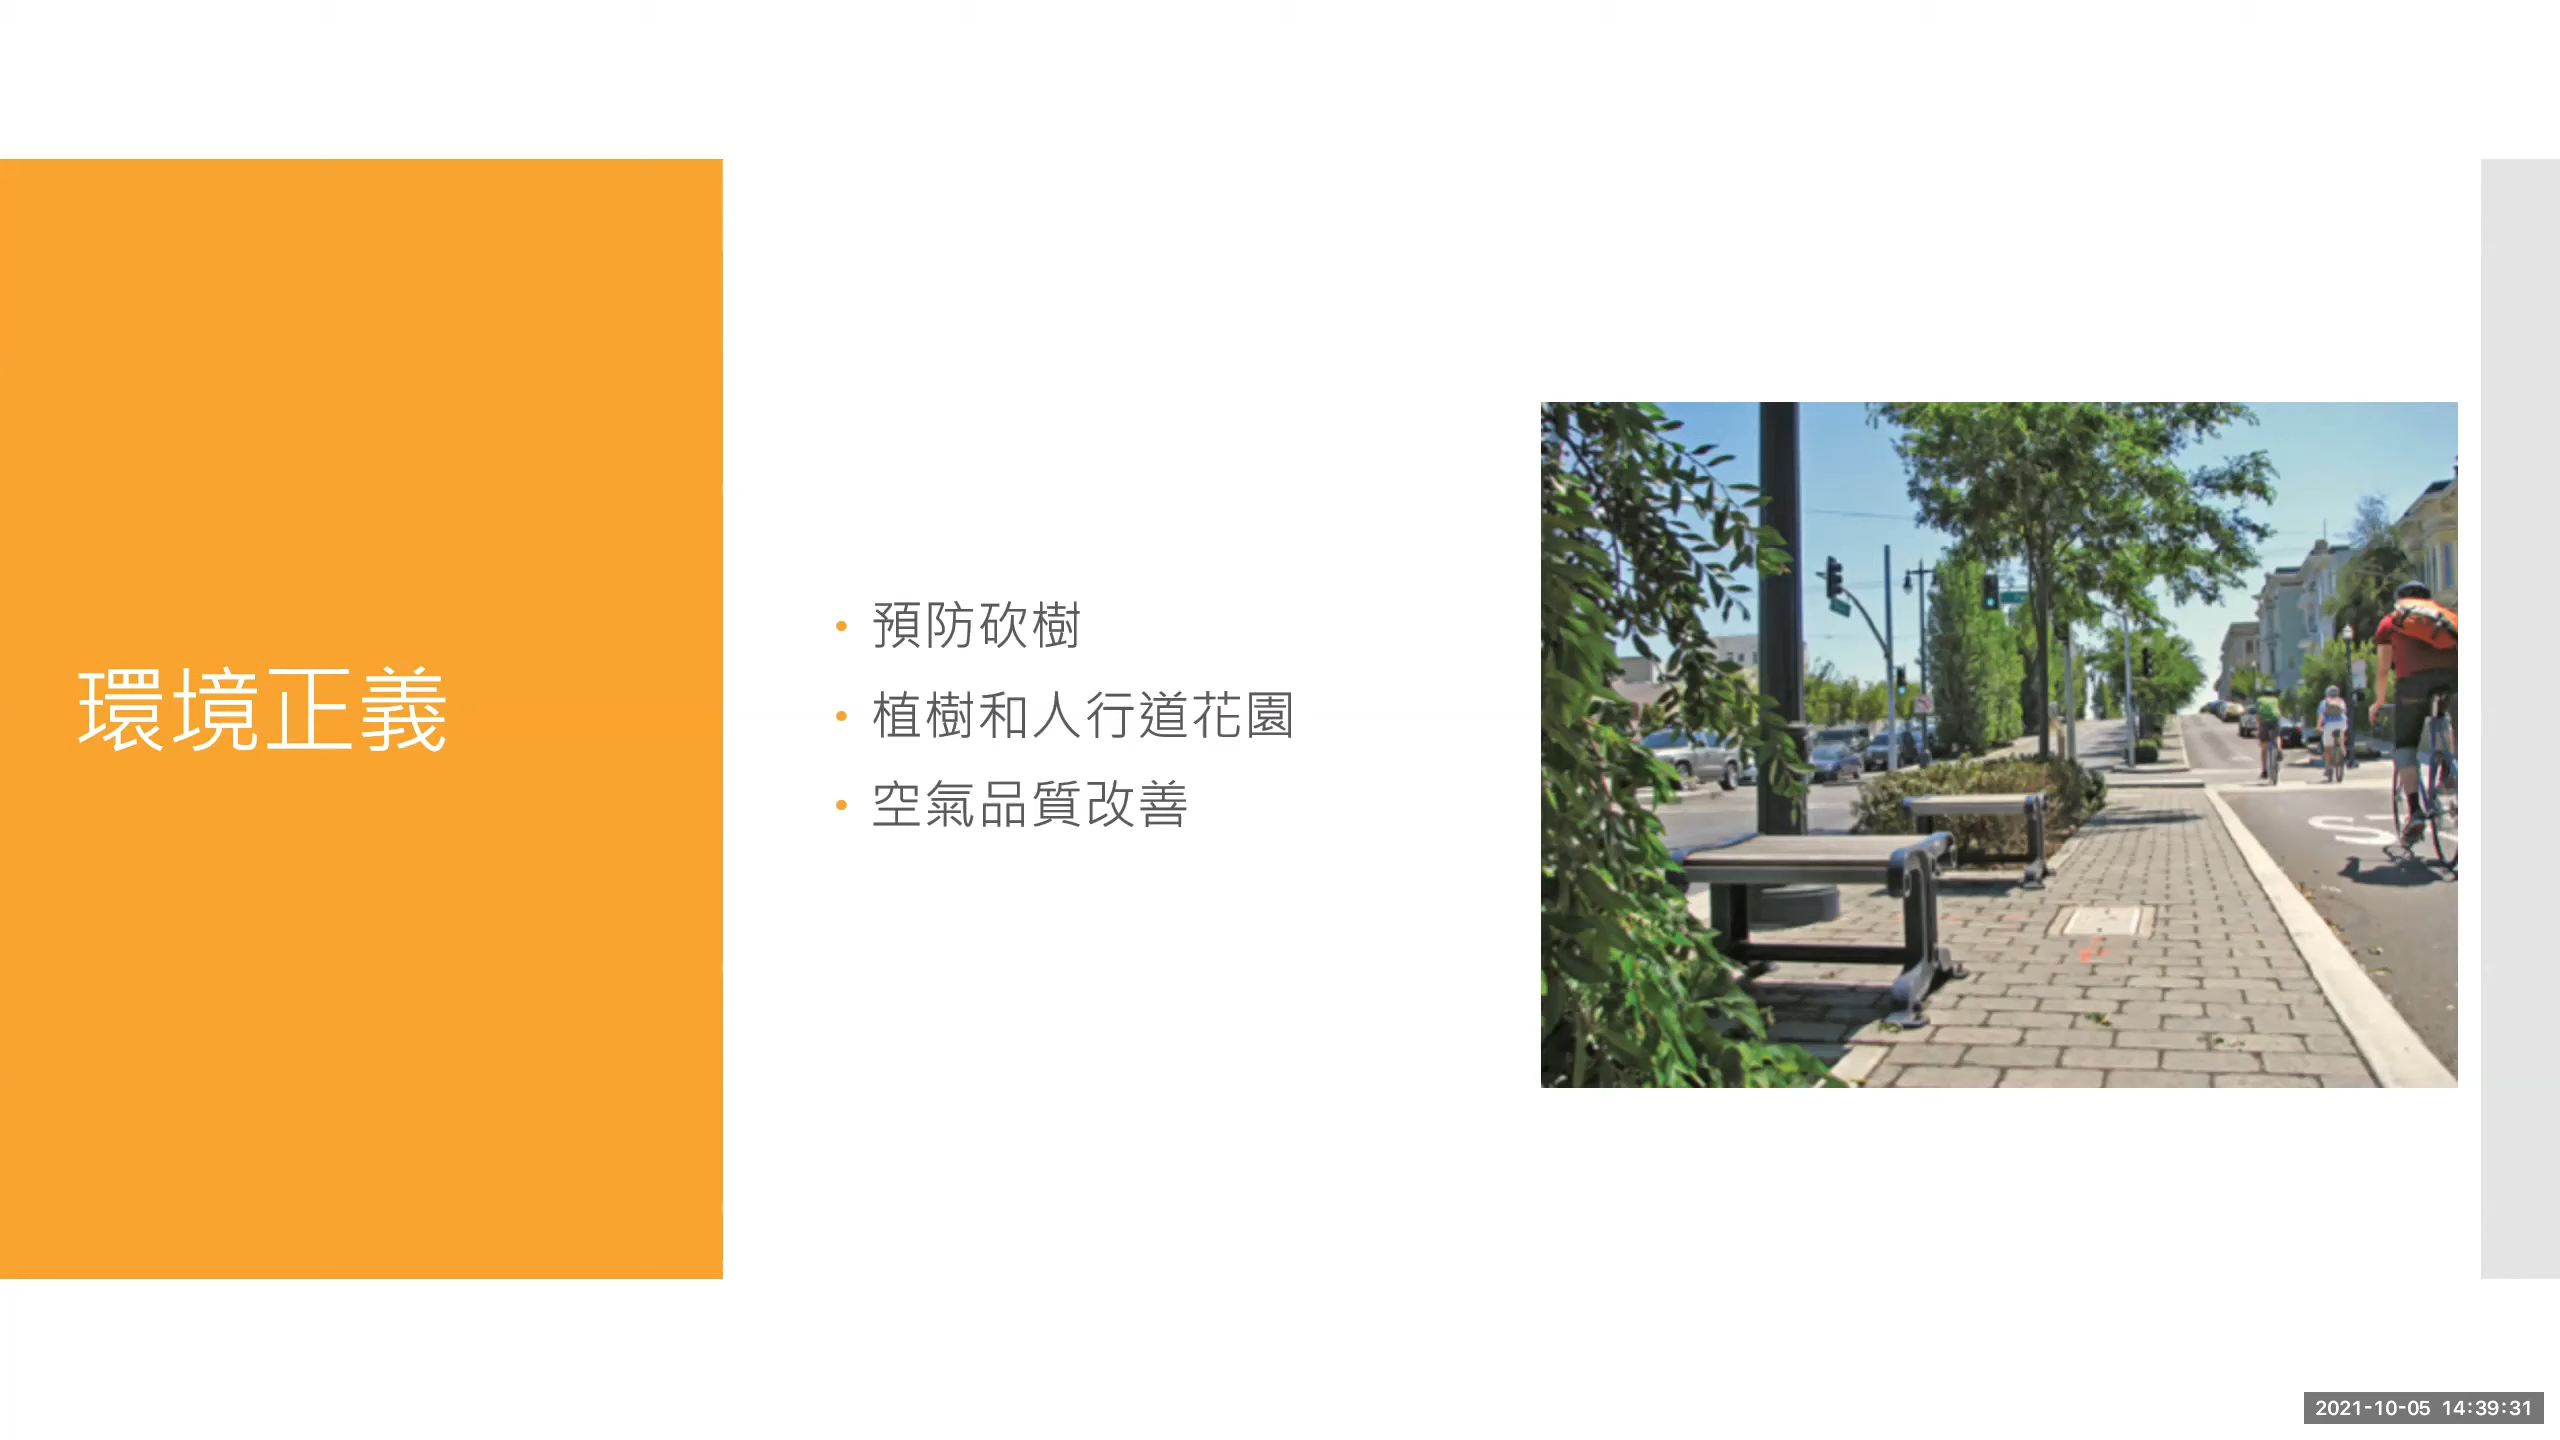 環境正義
• 預防砍樹
• 植樹和人行道花園
• 空氣品質改善
2021-10-05 14:39:31